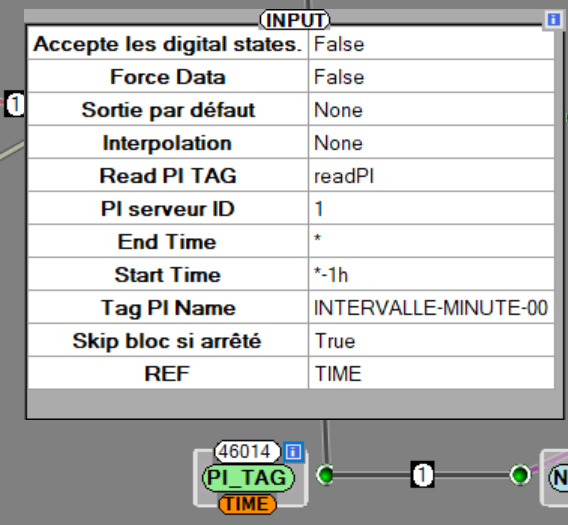 INPUT
i
Accepte les digital states. False
Force Data False
1
Sortie par défaut None
Interpolation None
Read PI TAG readPI
PI serveur ID 1
End Time *
Start Time *-1h
Tag PI Name INTERVALLE-MINUTE-00
Skip bloc si arrêté True
REF TIME
46014 i
PI_TAG 1 N
TIME